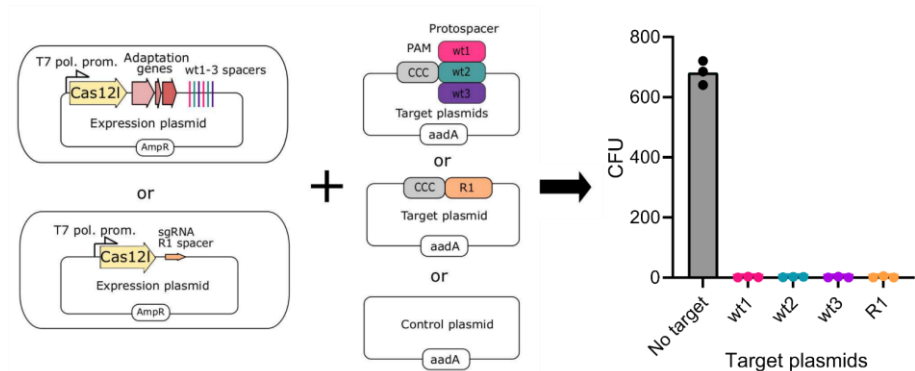 T7 pol. prom.
Adaptation
genes
wt1-3 spacers
Cas12l
Expression plasmid
AmpR
or
T7 pol. prom.
sgRNA
R1 spacer
Cas12l
Expression plasmid
AmpR
+
Protospacer
PAM
wt1
CCC
wt2
wt3
Target plasmids
aadA
or
CCC
R1
Target plasmid
aadA
or
Control plasmid
aadA
CFU
800
600
400
200
0
No target
wt1
wt2
wt3
R1
Target plasmids